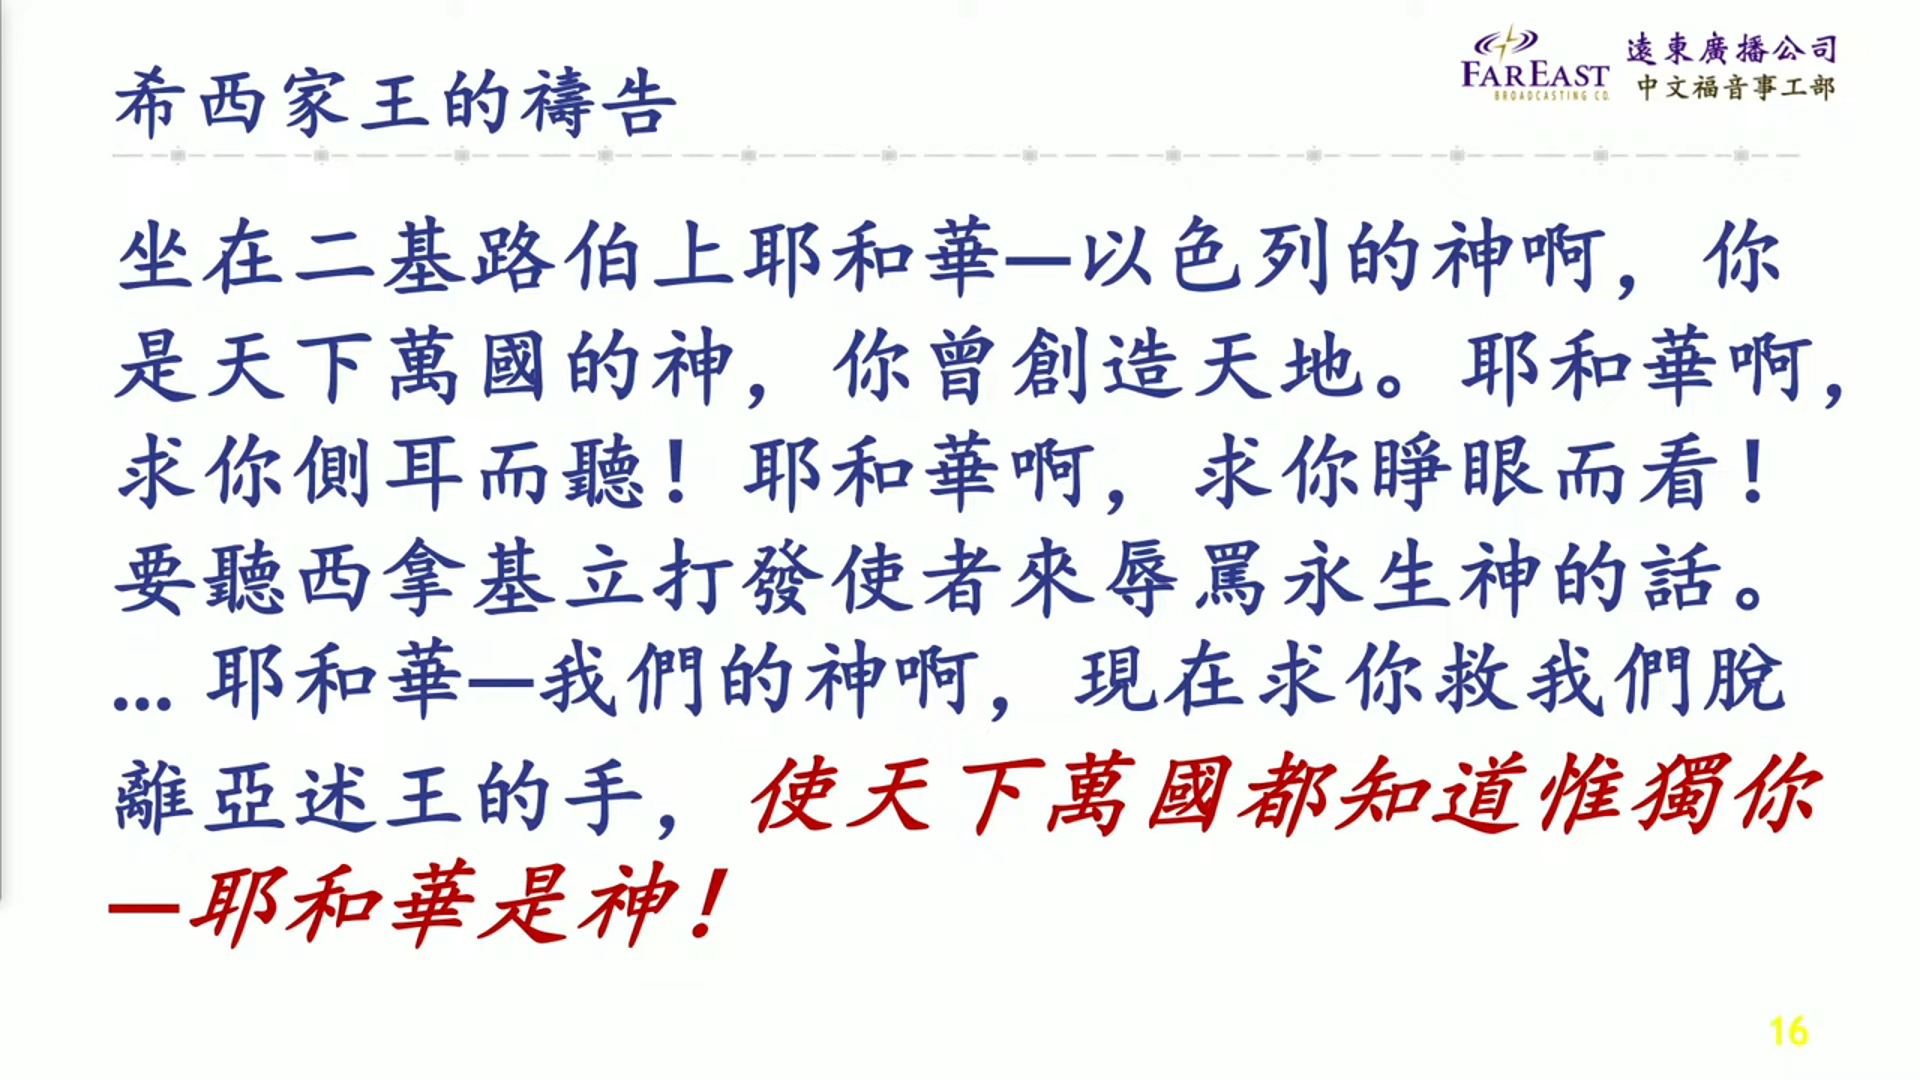 希西家王的禱告
FAREAST
BROADCASTING CO.
遠東廣播公司
中文福音事工部
坐在二基路伯上耶和華—以色列的神啊，你
是天下萬國的神，你曾創造天地。耶和華啊，
求你側耳而聽！耶和華啊，求你睜眼而看！
要聽西拿基立打發使者來辱罵永生神的話。
... 耶和華—我們的神啊，現在求你救我們脫
離亞述王的手，使天下萬國都知道惟獨你
—耶和華是神！
16